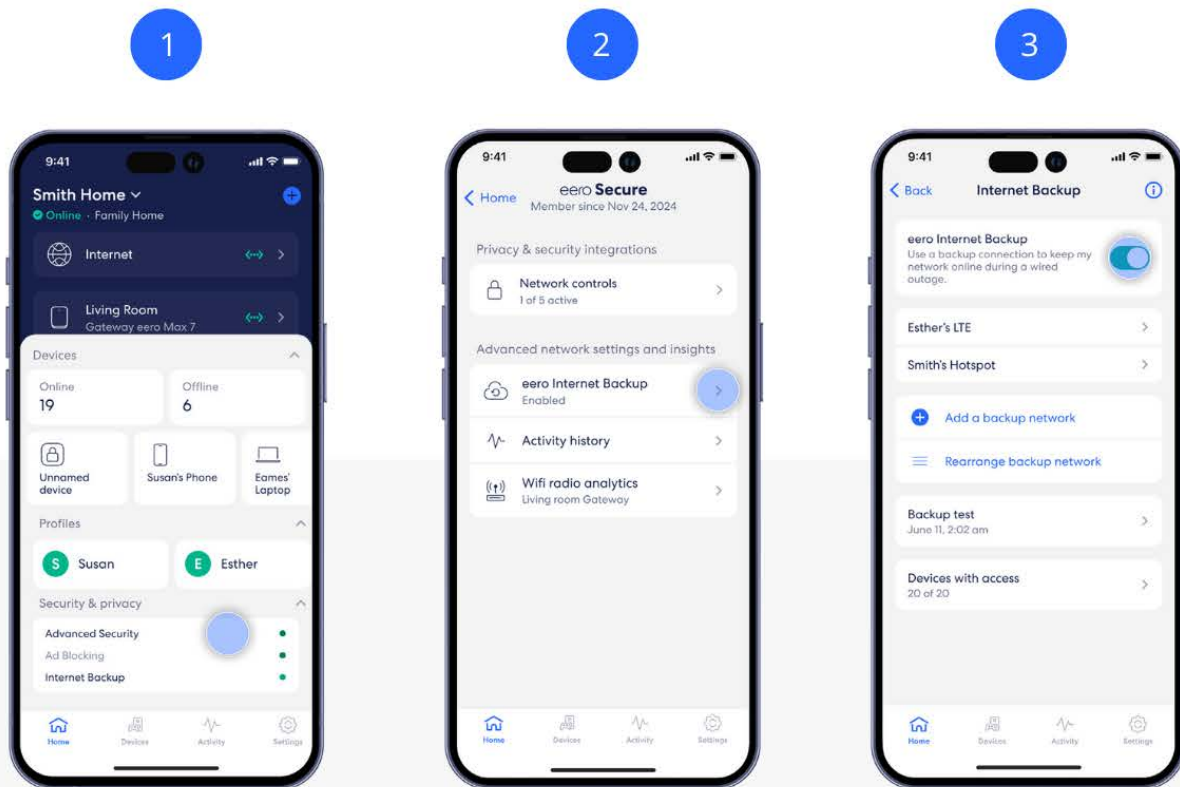 1
2
3
9:41
Smith Home
Online · Family Home
Internet
Living Room
Gateway eero Max 7
Devices
Online
19
Offline
6
Unnamed
device
Susan's Phone
Eames'
Laptop
Profiles
S Susan
E Esther
Security & privacy
Advanced Security
Ad Blocking
Internet Backup
Home Devices Activity Settings
9:41
Home
eero Secure
Member since Nov 24, 2024
Privacy & security integrations
Network controls
1 of 5 active
Advanced network settings and insights
eero Internet Backup
Enabled
Activity history
Wifi radio analytics
Living room Gateway
Home Devices Activity Settings
9:41
Back Internet Backup
eero Internet Backup
Use a backup connection to keep my
network online during a wired
outage.
Esther's LTE
Smith's Hotspot
Add a backup network
Rearrange backup network
Backup test
June 11, 2:02 am
Devices with access
20 of 20
Home Devices Activity Settings